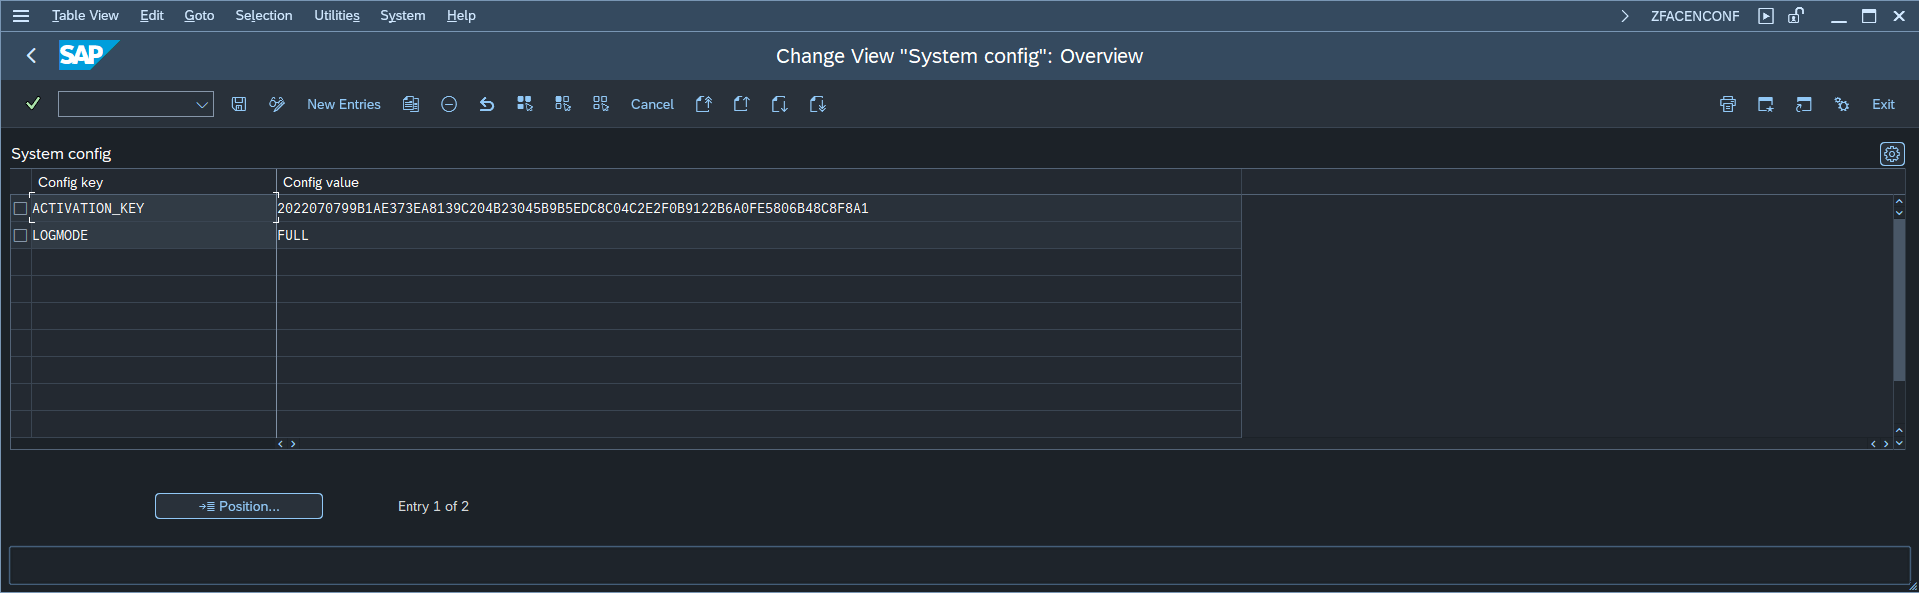 Table View Edit Goto Selection Utilities System Help ZFACENCONF
SAP Change View "System config": Overview
New Entries Cancel Exit
System config
Config key Config value
ACTIVATION_KEY 2022070799B1AE373EA8139C204B23045B9B5EDC8C04C2E2F0B9122B6A0FE5806B48C8F8A1
LOGMODE FULL
Position... Entry 1 of 2